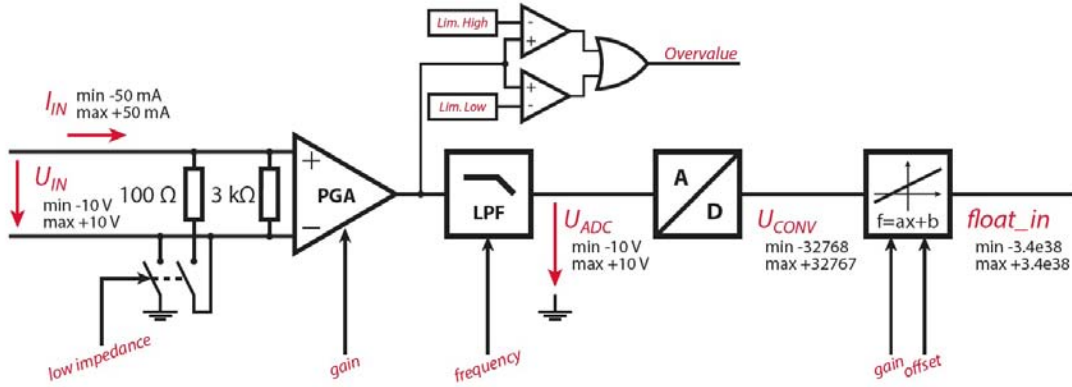 Lim. High
Overvalue
Lim. Low
I_IN min -50 mA
max +50 mA
U_IN
min -10 V
max +10 V
100 Ω
3 kΩ
+
PGA
−
LPF
U_ADC
min -10 V
max +10 V
A
D
U_CONV
min -32768
max +32767
f=ax+b
float_in
min -3.4e38
max +3.4e38
low impedance
gain
frequency
gain
offset
-
+
+
-